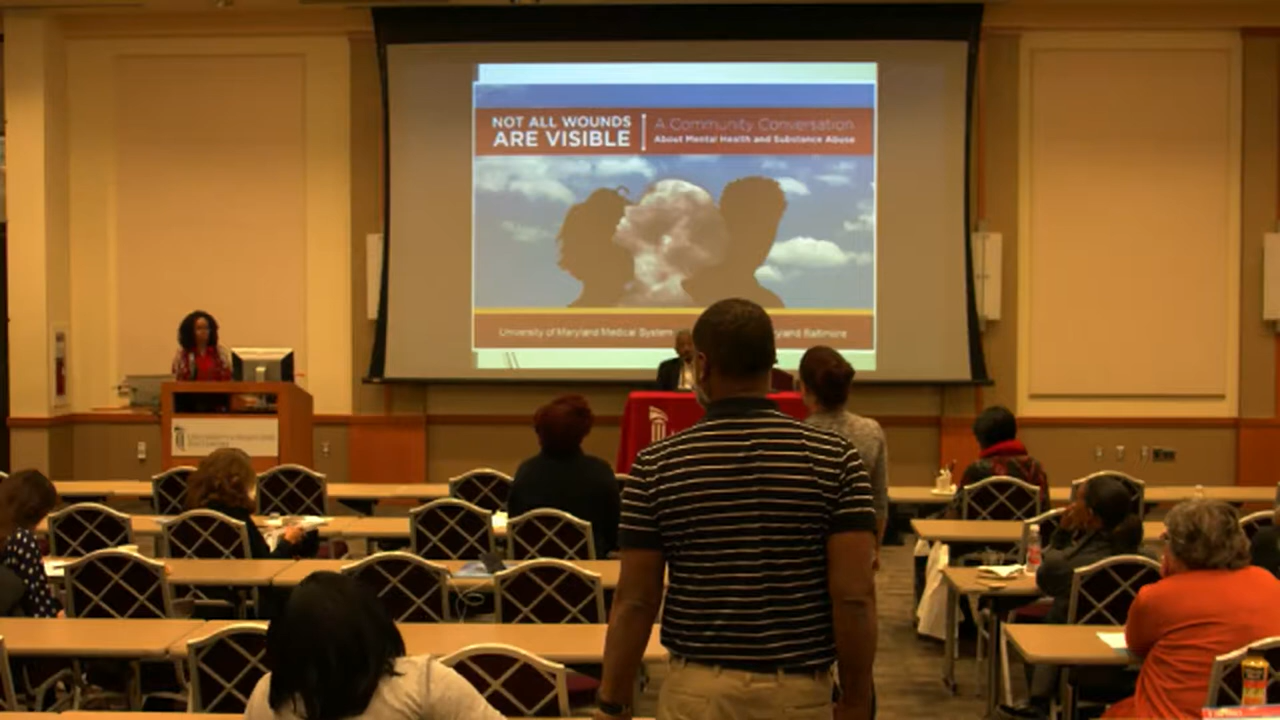 NOT ALL WOUNDS
ARE VISIBLE
A Community Conversation
About Mental Health and Substance Abuse
University of Maryland Medical System
Baltimore